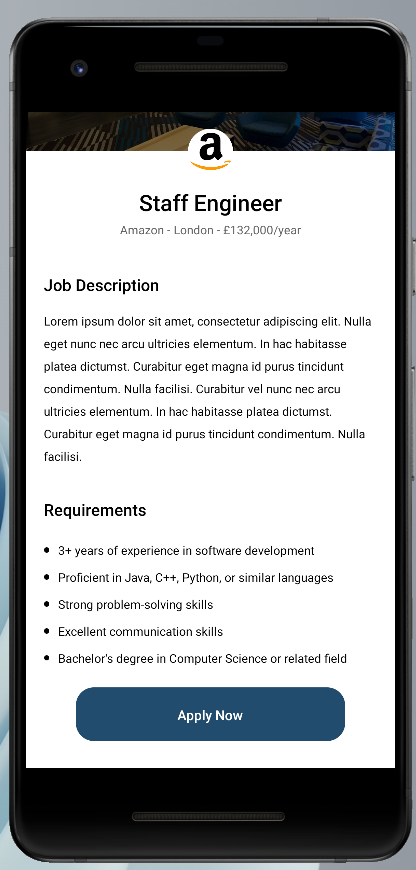 a
Staff Engineer
Amazon - London - £132,000/year
Job Description
Lorem ipsum dolor sit amet, consectetur adipiscing elit. Nulla
eget nunc nec arcu ultricies elementum. In hac habitasse
platea dictumst. Curabitur eget magna id purus tincidunt
condimentum. Nulla facilisi. Curabitur vel nunc nec arcu
ultricies elementum. In hac habitasse platea dictumst.
Curabitur eget magna id purus tincidunt condimentum. Nulla
facilisi.
Requirements
3+ years of experience in software development
Proficient in Java, C++, Python, or similar languages
Strong problem-solving skills
Excellent communication skills
Bachelor's degree in Computer Science or related field
Apply Now